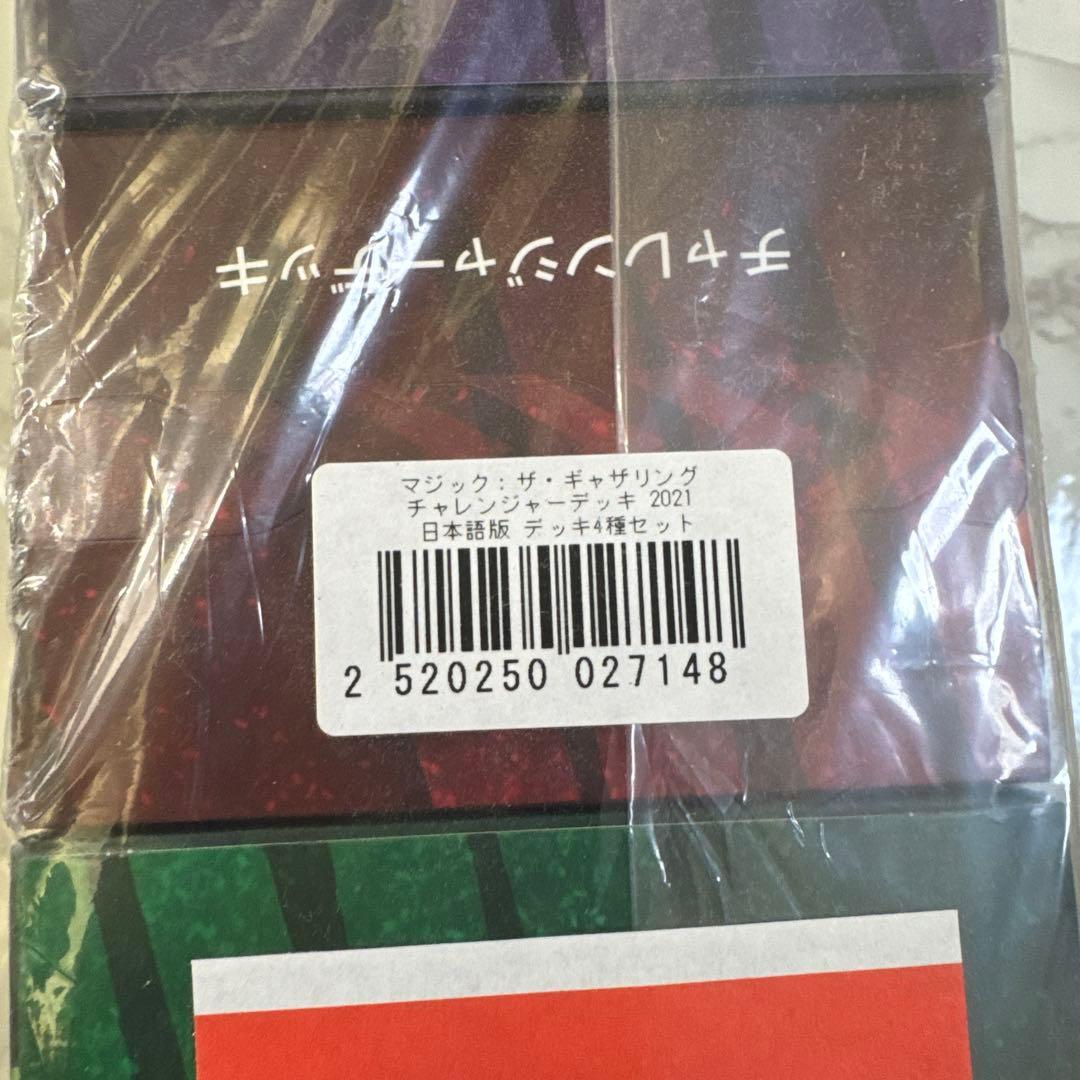 チャレンジャーデッキ
マジック：ザ・ギャザリング
チャレンジャーデッキ 2021
日本語版 デッキ4種セット
2 520250 027148